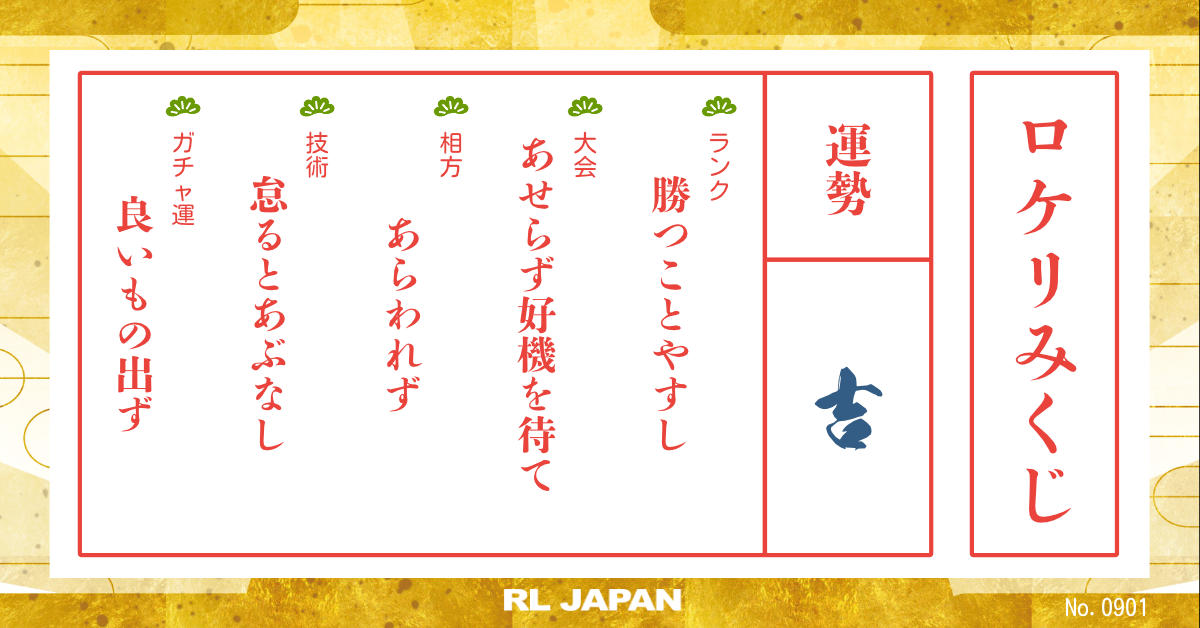 ロケリみくじ
運勢
吉
ランク
勝つことやすし
大会
あせらず好機を待て
相方
あらわれず
技術
怠るとあぶなし
ガチャ運
良いもの出ず
RL JAPAN
No. 0901